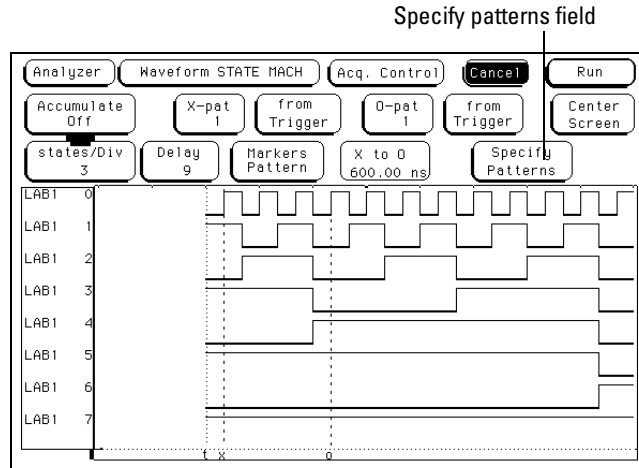 Specify patterns field
Analyzer Waveform STATE MACH Acq. Control Cancel Run
Accumulate Off X-pat 1 from Trigger O-pat 1 from Trigger Center Screen
states/Div 3 Delay 9 Markers Pattern X to O 600.00 ns Specify Patterns
LAB1 0
LAB1 1
LAB1 2
LAB1 3
LAB1 4
LAB1 5
LAB1 6
LAB1 7
t x o